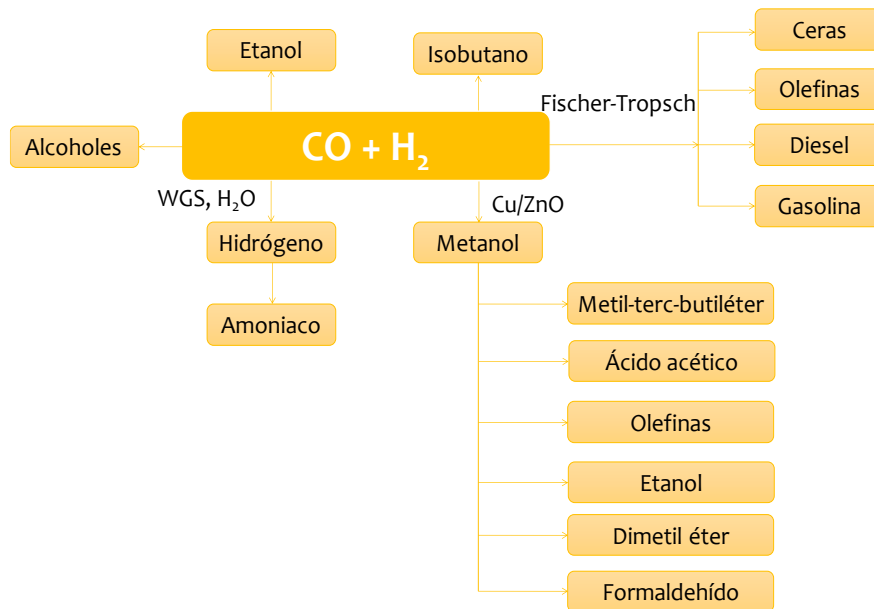 Ceras
Etanol
Isobutano
Olefinas
Fischer-Tropsch
Alcoholes
CO + H₂
Diesel
WGS, H₂O
Cu/ZnO
Gasolina
Hidrógeno
Metanol
Amoniaco
Metil-terc-butiléter
Ácido acético
Olefinas
Etanol
Dimetil éter
Formaldehído